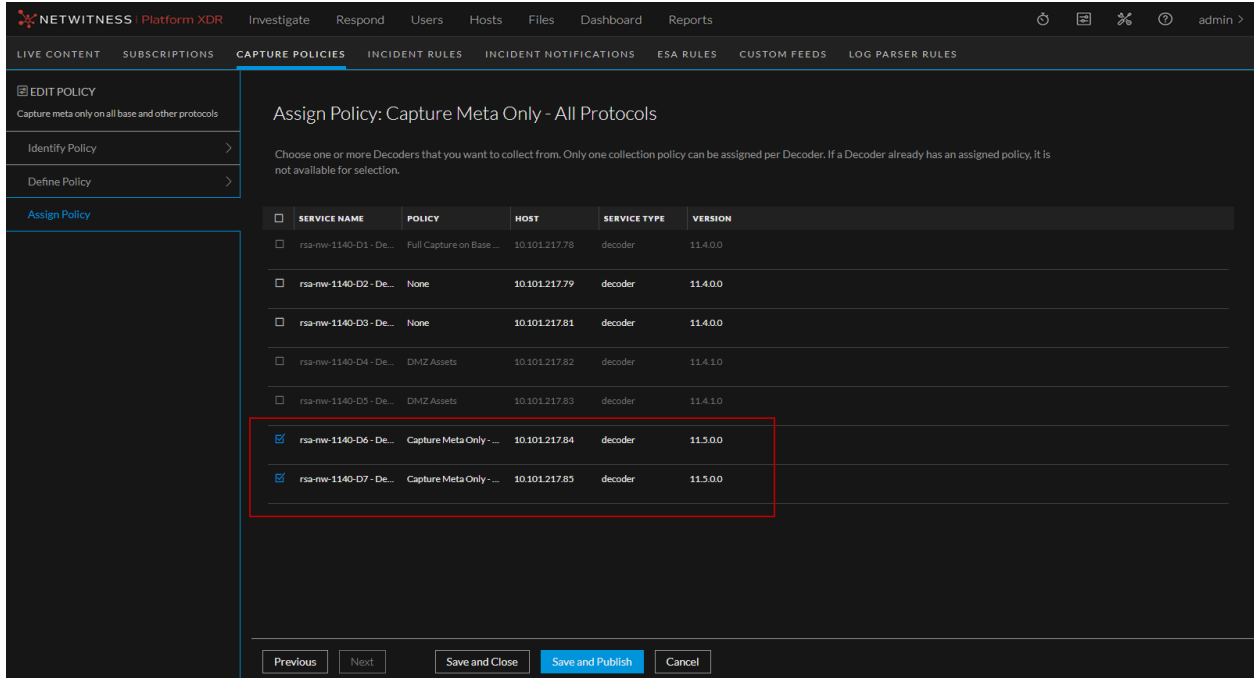 NETWITNESS Platform XDR Investigate Respond Users Hosts Files Dashboard Reports admin >
LIVE CONTENT SUBSCRIPTIONS CAPTURE POLICIES INCIDENT RULES INCIDENT NOTIFICATIONS ESA RULES CUSTOM FEEDS LOG PARSER RULES
EDIT POLICY
Capture meta only on all base and other protocols
Identify Policy
Define Policy
Assign Policy
Assign Policy: Capture Meta Only - All Protocols
Choose one or more Decoders that you want to collect from. Only one collection policy can be assigned per Decoder. If a Decoder already has an assigned policy, it is
not available for selection.
SERVICE NAME POLICY HOST SERVICE TYPE VERSION
rsa-nw-1140-D1 - De... Full Capture on Base ... 10.101.217.78 decoder 11.4.0.0
rsa-nw-1140-D2 - De... None 10.101.217.79 decoder 11.4.0.0
rsa-nw-1140-D3 - De... None 10.101.217.81 decoder 11.4.0.0
rsa-nw-1140-D4 - De... DMZ Assets 10.101.217.82 decoder 11.4.1.0
rsa-nw-1140-D5 - De... DMZ Assets 10.101.217.83 decoder 11.4.1.0
rsa-nw-1140-D6 - De... Capture Meta Only - ... 10.101.217.84 decoder 11.5.0.0
rsa-nw-1140-D7 - De... Capture Meta Only - ... 10.101.217.85 decoder 11.5.0.0
Previous Next Save and Close Save and Publish Cancel